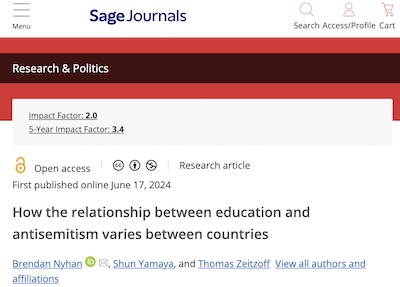 Sage Journals
Menu
Search Access/Profile Cart
Research & Politics
Impact Factor: 2.0
5-Year Impact Factor: 3.4
Open access | | Research article
First published online June 17, 2024
How the relationship between education and
antisemitism varies between countries
Brendan Nyhan, Shun Yamaya, and Thomas Zeitzoff View all authors and
affiliations